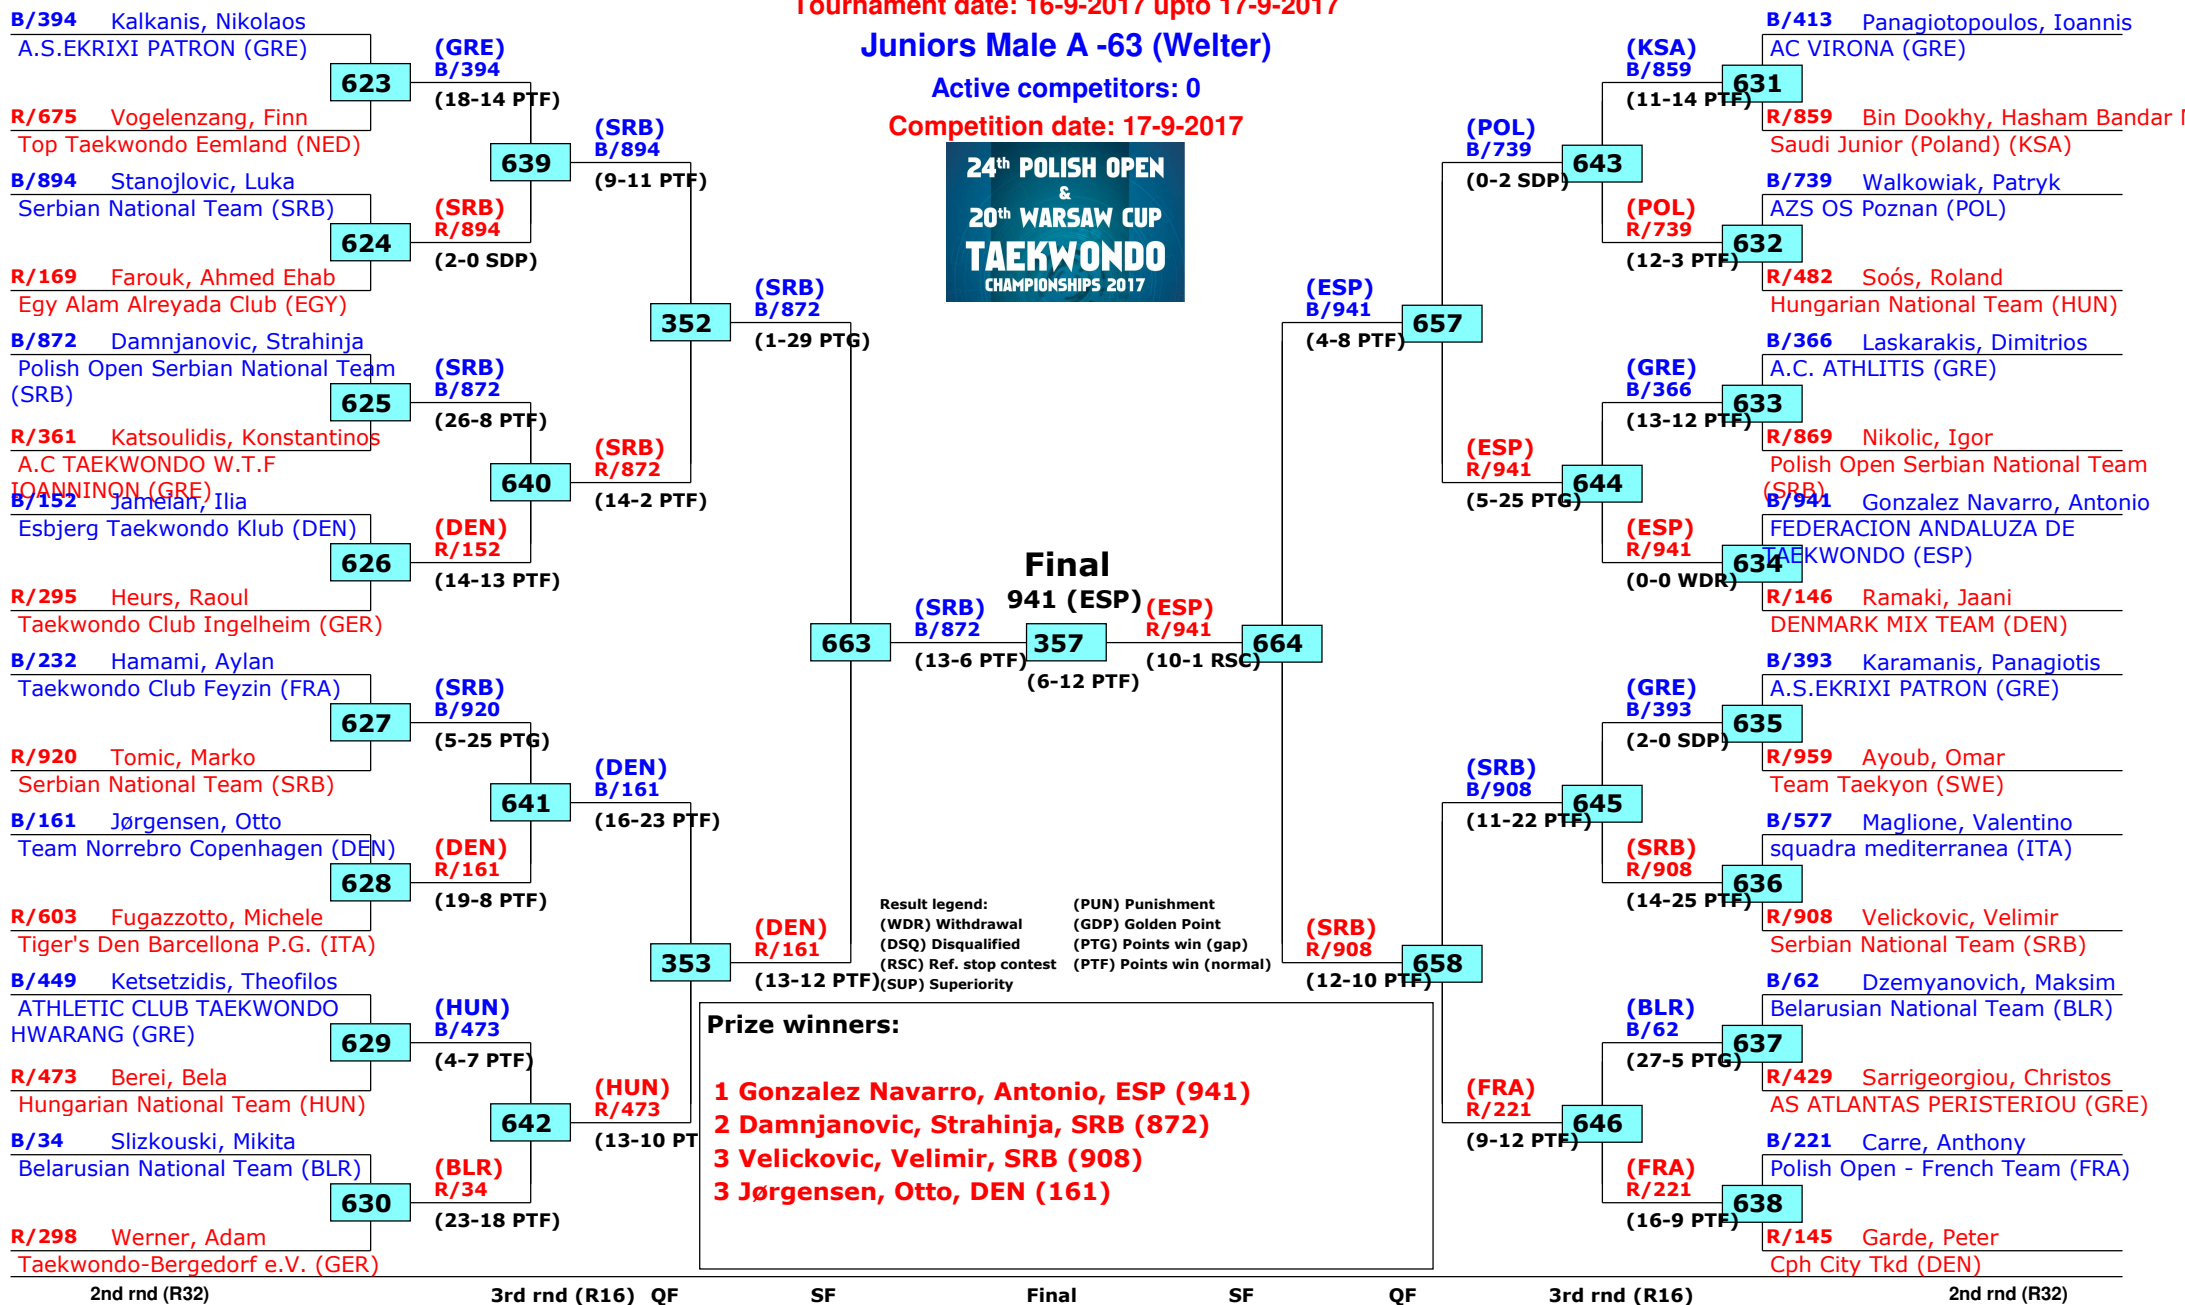 Tournament date: 16-9-2017 upto 17-9-2017
Juniors Male A -63 (Welter)
Active competitors: 0
Competition date: 17-9-2017
24th POLISH OPEN
&
20th WARSAW CUP
TAEKWONDO
CHAMPIONSHIPS 2017
B/394 Kalkanis, Nikolaos
A.S.EKRIXI PATRON (GRE)
623
R/675 Vogelenzang, Finn
Top Taekwondo Eemland (NED)
B/894 Stanojlovic, Luka
Serbian National Team (SRB)
624
R/169 Farouk, Ahmed Ehab
Egy Alam Alreyada Club (EGY)
B/872 Damnjanovic, Strahinja
Polish Open Serbian National Team
(SRB)
625
R/361 Katsoulidis, Konstantinos
A.C TAEKWONDO W.T.F
IOANNINON (GRE)
B/152 Jameian, Ilia
Esbjerg Taekwondo Klub (DEN)
626
R/295 Heurs, Raoul
Taekwondo Club Ingelheim (GER)
B/232 Hamami, Aylan
Taekwondo Club Feyzin (FRA)
627
R/920 Tomic, Marko
Serbian National Team (SRB)
B/161 Jørgensen, Otto
Team Norrebro Copenhagen (DEN)
628
R/603 Fugazzotto, Michele
Tiger's Den Barcellona P.G. (ITA)
B/449 Ketsetzidis, Theofilos
ATHLETIC CLUB TAEKWONDO
HWARANG (GRE)
629
R/473 Berei, Bela
Hungarian National Team (HUN)
B/34 Slizkouski, Mikita
Belarusian National Team (BLR)
630
R/298 Werner, Adam
Taekwondo-Bergedorf e.V. (GER)
(GRE)
B/394
(18-14 PTF)
639
(SRB)
R/894
(2-0 SDP)
(SRB)
B/872
(26-8 PTF)
640
(DEN)
R/152
(14-13 PTF)
(SRB)
B/920
(5-25 PTG)
641
(DEN)
R/161
(19-8 PTF)
(HUN)
B/473
(4-7 PTF)
642
(BLR)
R/34
(23-18 PTF)
(SRB)
B/894
(9-11 PTF)
352
(SRB)
R/872
(14-2 PTF)
(DEN)
B/161
(16-23 PTF)
353
(HUN)
R/473
(13-10 PT
(SRB)
B/872
(1-29 PTG)
663
(DEN)
R/161
(13-12 PTF)
(SRB)
B/872
(13-6 PTF)
Final
941 (ESP)
357
(6-12 PTF)
(ESP)
R/941
(10-1 RSC)
664
(ESP)
B/941
(4-8 PTF)
657
(SRB)
R/908
(12-10 PTF)
658
(POL)
B/739
(0-2 SDP)
643
(ESP)
R/941
(5-25 PTG)
644
(SRB)
B/908
(11-22 PTF)
645
(FRA)
R/221
(9-12 PTF)
646
(KSA)
B/859
(11-14 PTF)
631
(POL)
R/739
(12-3 PTF)
632
(GRE)
B/366
(13-12 PTF)
633
(ESP)
R/941
(0-0 WDR)
634
(GRE)
B/393
(2-0 SDP)
635
(SRB)
R/908
(14-25 PTF)
636
(BLR)
B/62
(27-5 PTG)
637
(FRA)
R/221
(16-9 PTF)
638
B/413 Panagiotopoulos, Ioannis
AC VIRONA (GRE)
R/859 Bin Dookhy, Hasham Bandar
Saudi Junior (Poland) (KSA)
B/739 Walkowiak, Patryk
AZS OS Poznan (POL)
R/482 Soós, Roland
Hungarian National Team (HUN)
B/366 Laskarakis, Dimitrios
A.C. ATHLITIS (GRE)
R/869 Nikolic, Igor
Polish Open Serbian National Team
(SRB)
B/941 Gonzalez Navarro, Antonio
FEDERACION ANDALUZA DE
TAEKWONDO (ESP)
R/146 Ramaki, Jaani
DENMARK MIX TEAM (DEN)
B/393 Karamanis, Panagiotis
A.S.EKRIXI PATRON (GRE)
R/959 Ayoub, Omar
Team Taekyon (SWE)
B/577 Maglione, Valentino
squadra mediterranea (ITA)
R/908 Velickovic, Velimir
Serbian National Team (SRB)
B/62 Dzemyanovich, Maksim
Belarusian National Team (BLR)
R/429 Sarrigeorgiou, Christos
AS ATLANTAS PERISTERIOU (GRE)
B/221 Carre, Anthony
Polish Open - French Team (FRA)
R/145 Garde, Peter
Cph City Tkd (DEN)
Result legend: (PUN) Punishment
(WDR) Withdrawal (GDP) Golden Point
(DSQ) Disqualified (PTG) Points win (gap)
(RSC) Ref. stop contest (PTF) Points win (normal)
(SUP) Superiority
Prize winners:
1 Gonzalez Navarro, Antonio, ESP (941)
2 Damnjanovic, Strahinja, SRB (872)
3 Velickovic, Velimir, SRB (908)
3 Jørgensen, Otto, DEN (161)
2nd rnd (R32) 3rd rnd (R16) QF SF Final SF QF 3rd rnd (R16) 2nd rnd (R32)